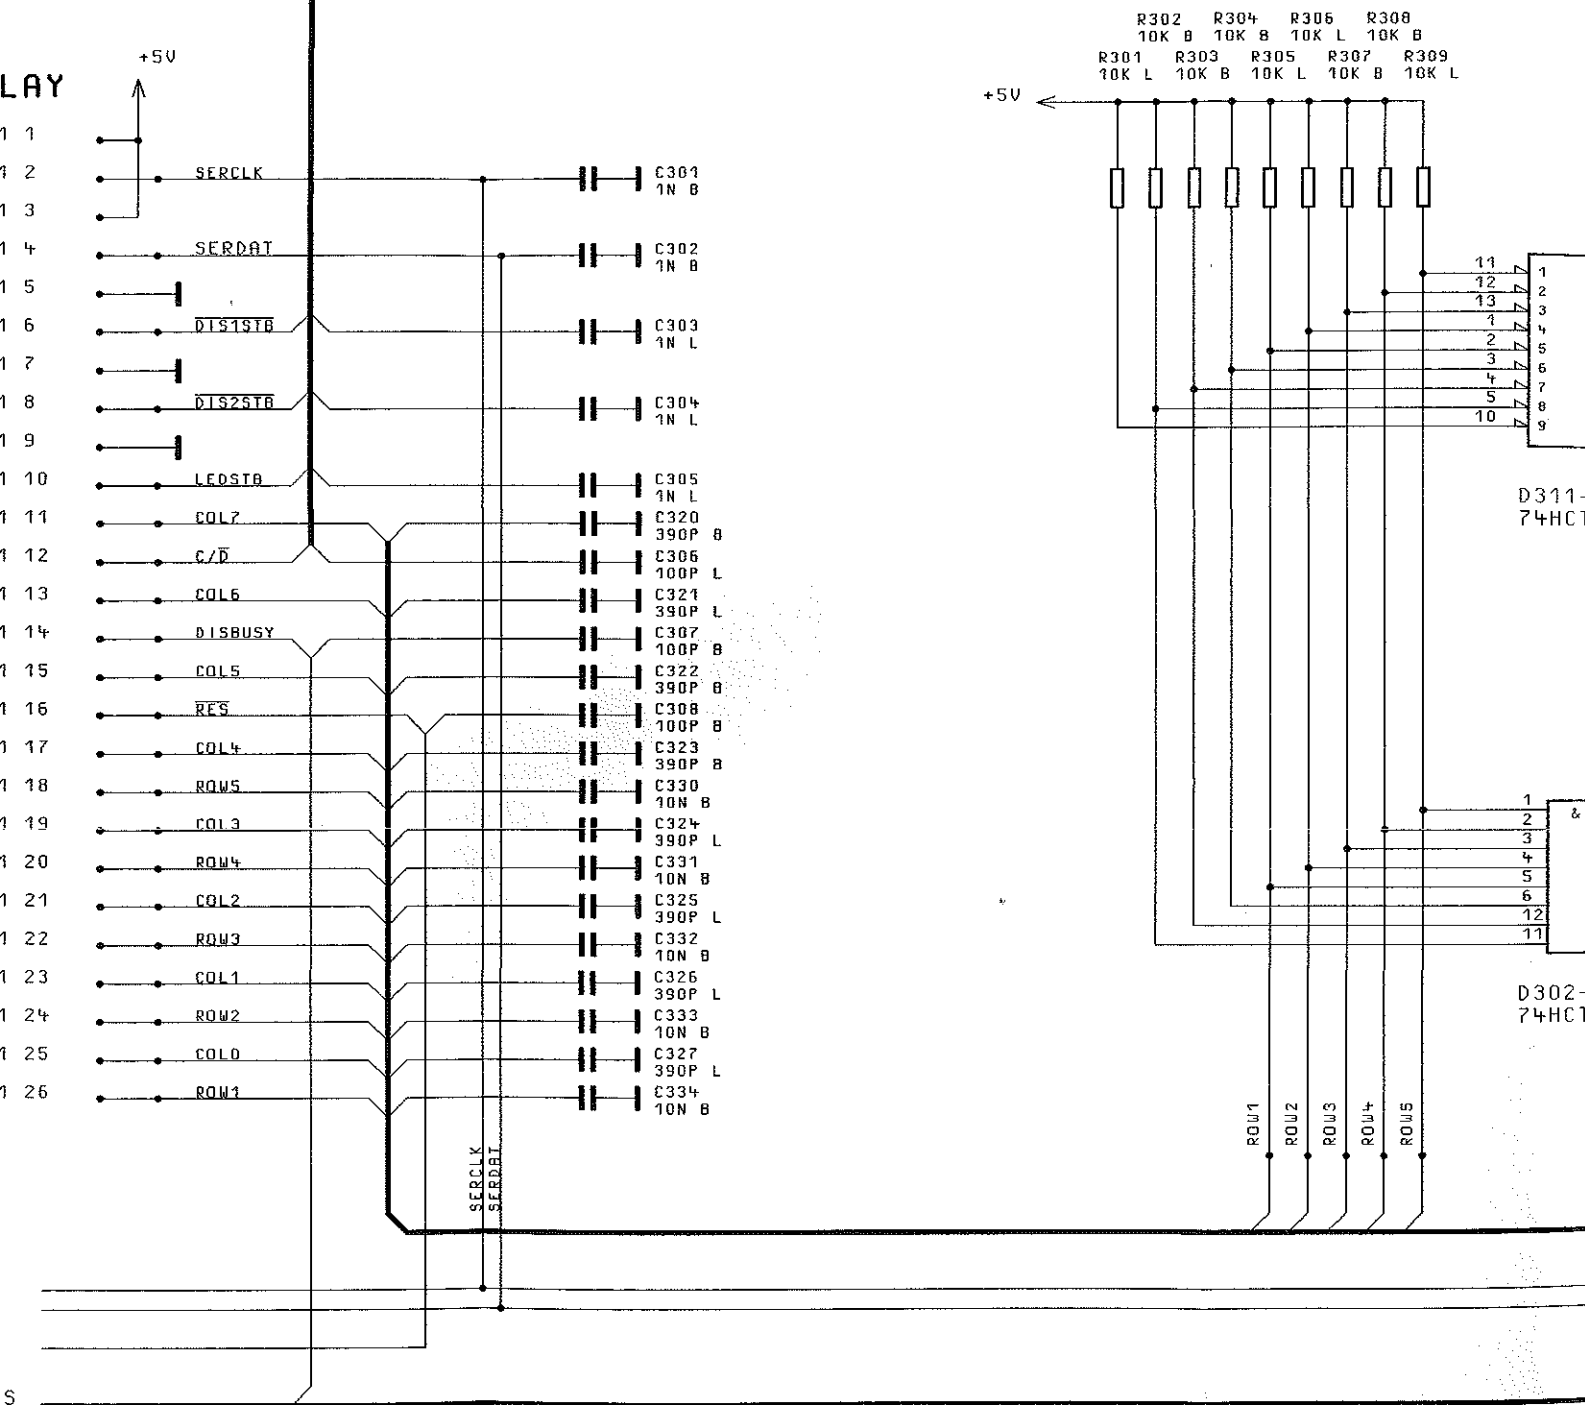 R302 R304 R306 R308
10K B 10K B 10K L 10K B
R301 R303 R305 R307 R309
10K L 10K B 10K L 10K B 10K L
+5V
+5V
LAY
1 1
1 2 SERCLK C301
1N B
1 3
1 4 SERDAT C302
1N B
1 5
1 6 DIS1STB C303
1N L
1 7
1 8 DIS2STB C304
1N L
1 9
1 10 LEDSTB C305
1N L
1 11 COL7 C320
390P B
1 12 C/D C306
100P L
1 13 COL6 C321
390P L
1 14 DISBUSY C307
100P B
1 15 COL5 C322
390P B
1 16 RES C308
100P B
1 17 COL4 C323
390P B
1 18 ROW5 C330
10N B
1 19 COL3 C324
390P L
1 20 ROW4 C331
10N B
1 21 COL2 C325
390P L
1 22 ROW3 C332
10N B
1 23 COL1 C326
390P L
1 24 ROW2 C333
10N B
1 25 COL0 C327
390P L
1 26 ROW1 C334
10N B
SERCLK
SERDAT
11 1
12 2
13 3
1 4
2 5
3 6
4 7
5 8
10 9
D311-
74HCT
1 &
2
3
4
5
6
12
11
D302-
74HCT
ROW1
ROW2
ROW3
ROW4
ROW5
S